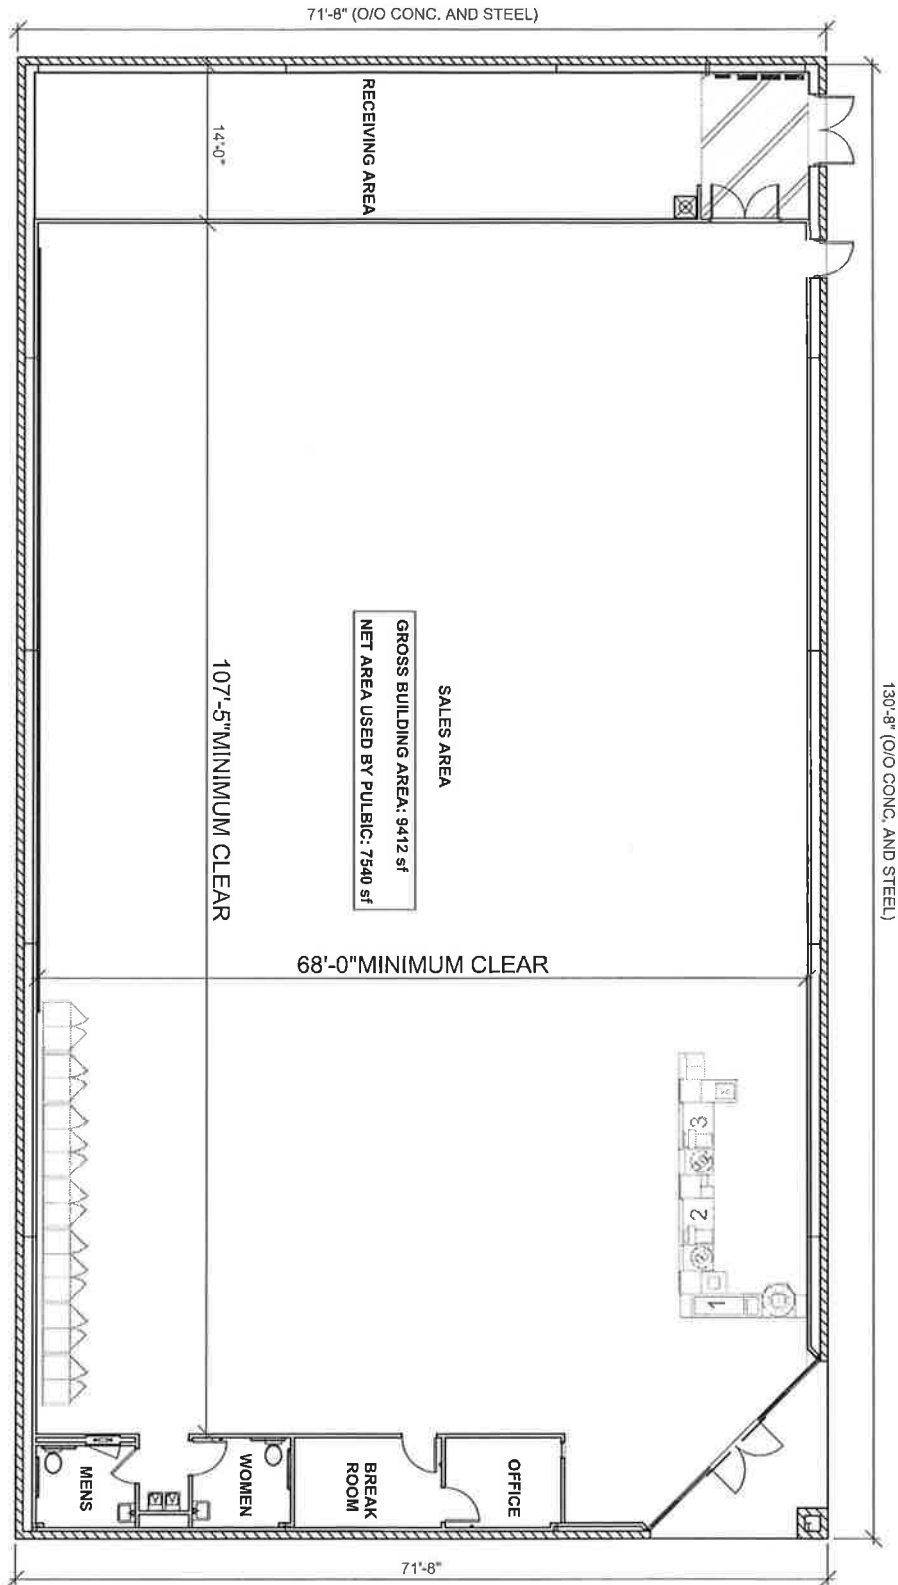 71'-8" (O/O CONC. AND STEEL)
RECEIVING AREA
14'-0"
130'-8" (O/O CONC. AND STEEL)
SALES AREA
GROSS BUILDING AREA: 9412 sf
NET AREA USED BY PULBIC: 7540 sf
107'-5"MINIMUM CLEAR
68'-0"MINIMUM CLEAR
3
2
1
MENS
WOMEN
BREAK
ROOM
OFFICE
71'-8"